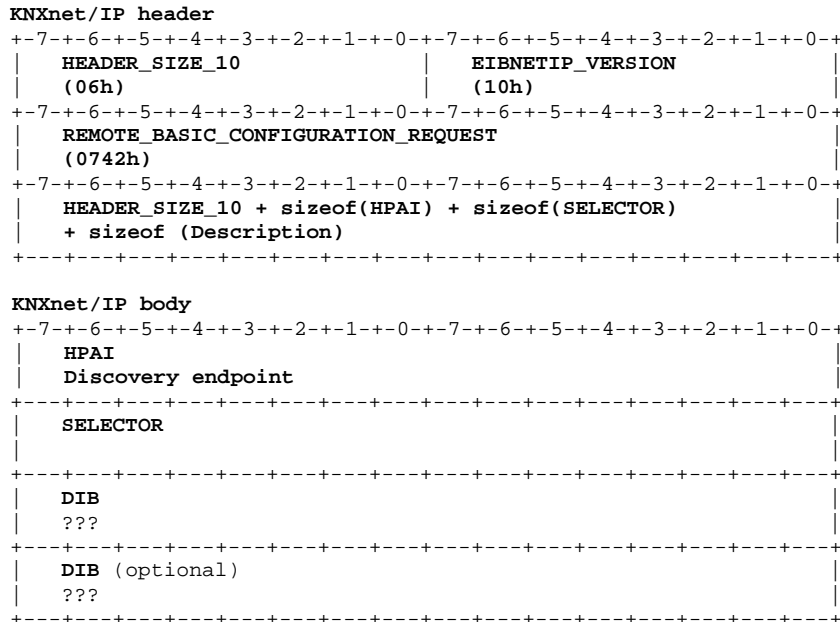 KNXnet/IP header
+-7-+-6-+-5-+-4-+-3-+-2-+-1-+-0-+-7-+-6-+-5-+-4-+-3-+-2-+-1-+-0-+
| HEADER_SIZE_10 | EIBNETIP_VERSION |
| (06h) | (10h) |
+-7-+-6-+-5-+-4-+-3-+-2-+-1-+-0-+-7-+-6-+-5-+-4-+-3-+-2-+-1-+-0-+
| REMOTE_BASIC_CONFIGURATION_REQUEST |
| (0742h) |
+-7-+-6-+-5-+-4-+-3-+-2-+-1-+-0-+-7-+-6-+-5-+-4-+-3-+-2-+-1-+-0-+
| HEADER_SIZE_10 + sizeof(HPAI) + sizeof(SELECTOR) |
| + sizeof (Description) |
+---+---+---+---+---+---+---+---+---+---+---+---+---+---+---+---+
KNXnet/IP body
+-7-+-6-+-5-+-4-+-3-+-2-+-1-+-0-+-7-+-6-+-5-+-4-+-3-+-2-+-1-+-0-+
| HPAI |
| Discovery endpoint |
+---+---+---+---+---+---+---+---+---+---+---+---+---+---+---+---+
| SELECTOR |
| |
+---+---+---+---+---+---+---+---+---+---+---+---+---+---+---+---+
| DIB |
| ??? |
+---+---+---+---+---+---+---+---+---+---+---+---+---+---+---+---+
| DIB (optional) |
| ??? |
+---+---+---+---+---+---+---+---+---+---+---+---+---+---+---+---+